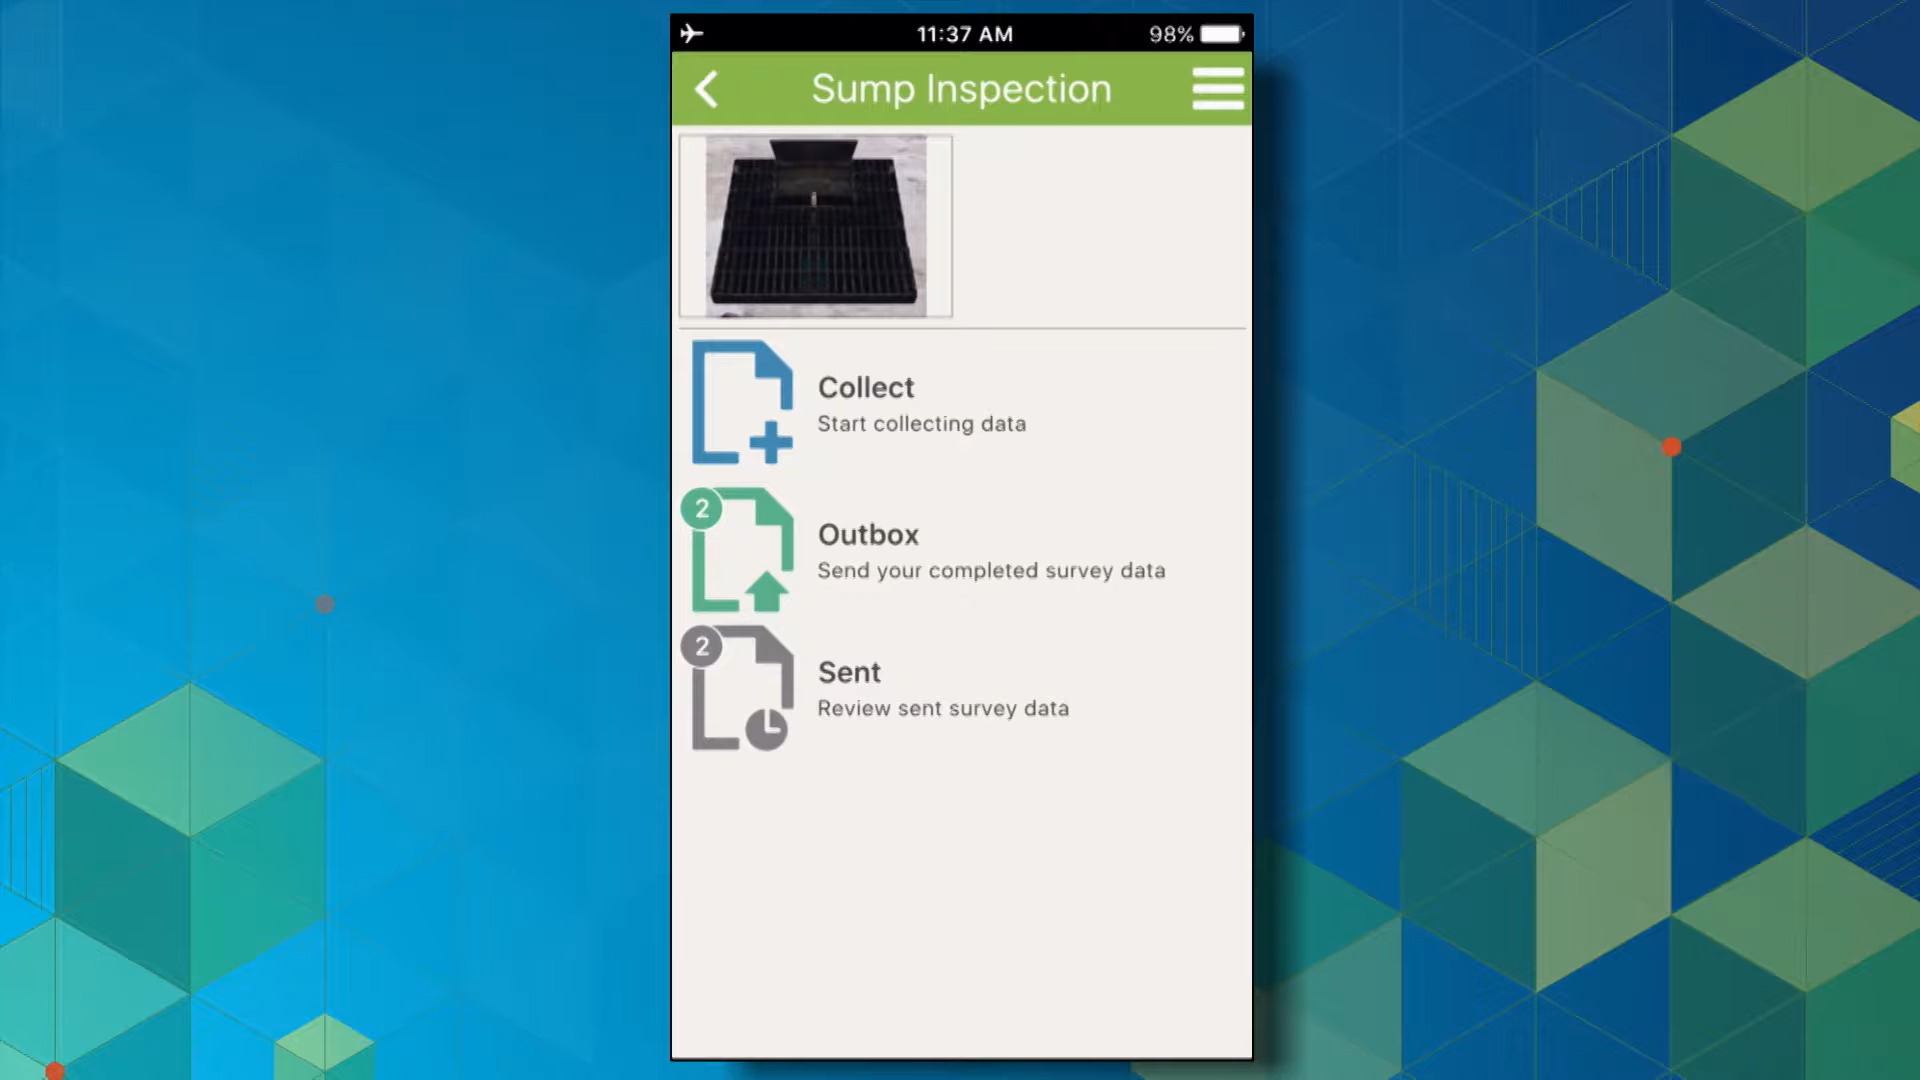 11:37 AM
98%
Sump Inspection
Collect
Start collecting data
2
Outbox
Send your completed survey data
2
Sent
Review sent survey data